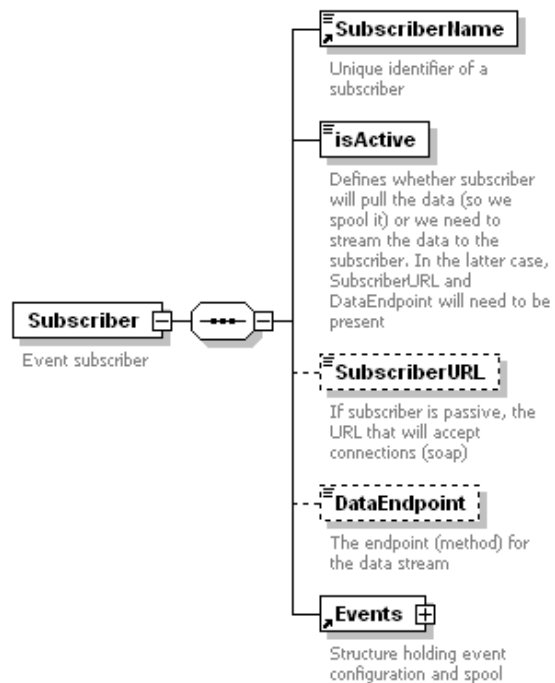 SubscriberName
Unique identifier of a
subscriber
isActive
Defines whether subscriber
will pull the data (so we
spool it) or we need to
stream the data to the
subscriber. In the latter case,
SubscriberURL and
DataEndpoint will need to be
present
Subscriber
Event subscriber
SubscriberURL
If subscriber is passive, the
URL that will accept
connections (soap)
DataEndpoint
The endpoint (method) for
the data stream
Events
Structure holding event
configuration and spool